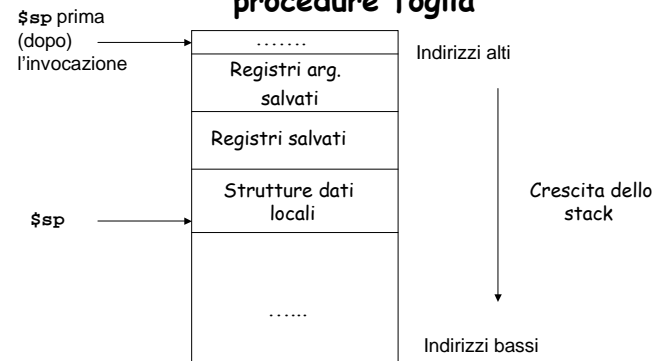 procedure foglia
$sp prima
(dopo)
l'invocazione
…….
Indirizzi alti
Registri arg.
salvati
Registri salvati
Strutture dati
locali
Crescita dello
stack
$sp
…...
Indirizzi bassi